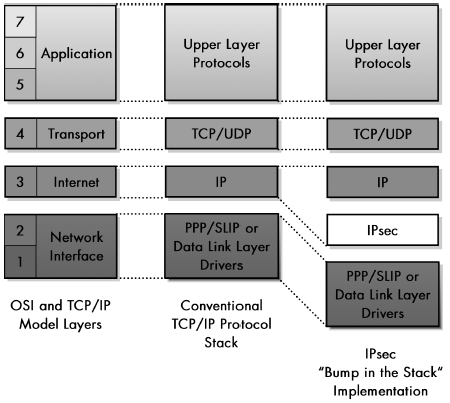 7
6
5
Application
Upper Layer
Protocols
Upper Layer
Protocols
4
Transport
TCP/UDP
TCP/UDP
3
Internet
IP
IP
IPsec
2
1
Network
Interface
PPP/SLIP or
Data Link Layer
Drivers
PPP/SLIP or
Data Link Layer
Drivers
OSI and TCP/IP
Model Layers
Conventional
TCP/IP Protocol
Stack
IPsec
“Bump in the Stack“
Implementation